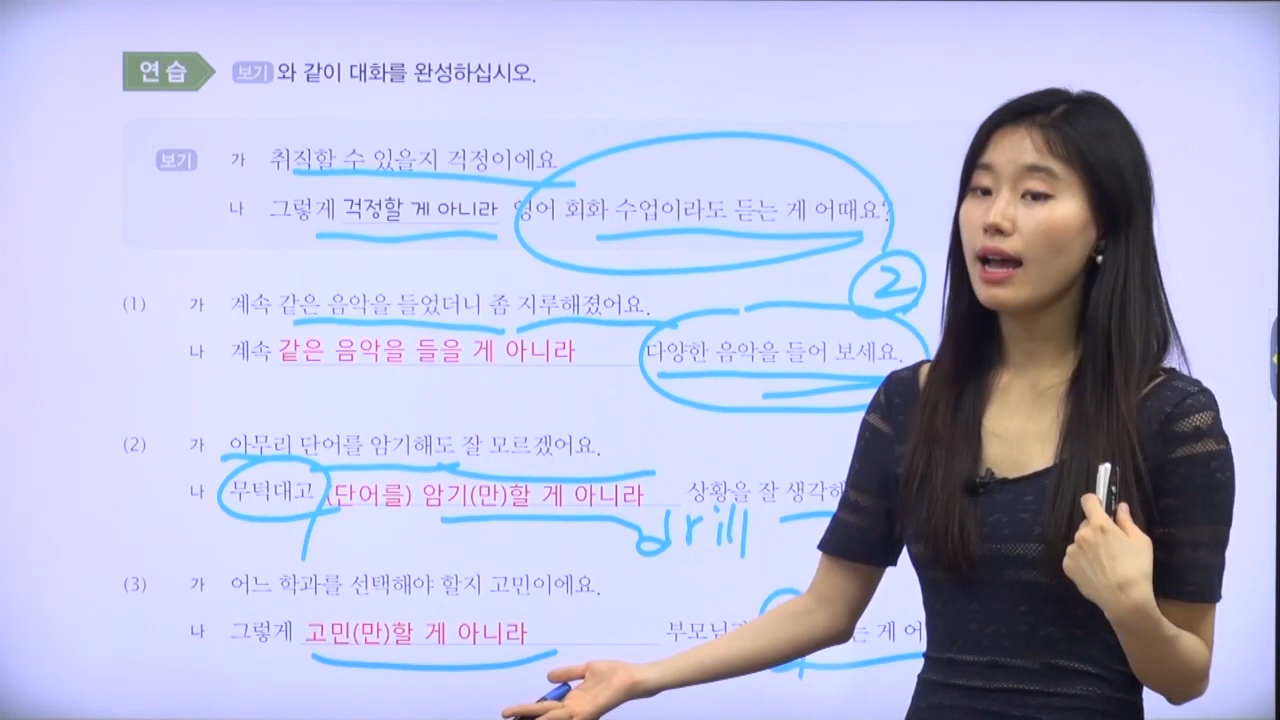 연습 보기 와 같이 대화를 완성하십시오.
보기 가 취직할 수 있을지 걱정이에요
나 그렇게 걱정할 게 아니라 영어 회화 수업이라도 듣는 게 어때요?
2
(1) 가 계속 같은 음악을 들었더니 좀 지루해졌어요.
나 계속 같은 음악을 들을 게 아니라 다양한 음악을 들어 보세요.
(2) 가 아무리 단어를 암기해도 잘 모르겠어요.
나 무턱대고 (단어를) 암기(만)할 게 아니라 상황을 잘
drill
(3) 가 어느 학과를 선택해야 할지 고민이에요.
나 그렇게 고민(만)할 게 아니라 게